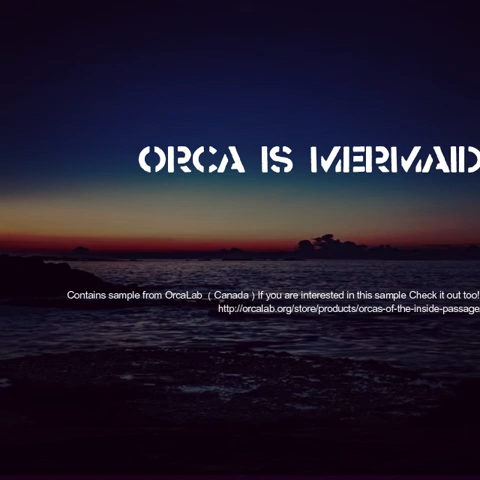 ORCA IS MERMAID
Contains sample from OrcaLab （Canada）If you are interested in this sample Check it out too!
http://orcalab.org/store/products/orcas-of-the-inside-passage